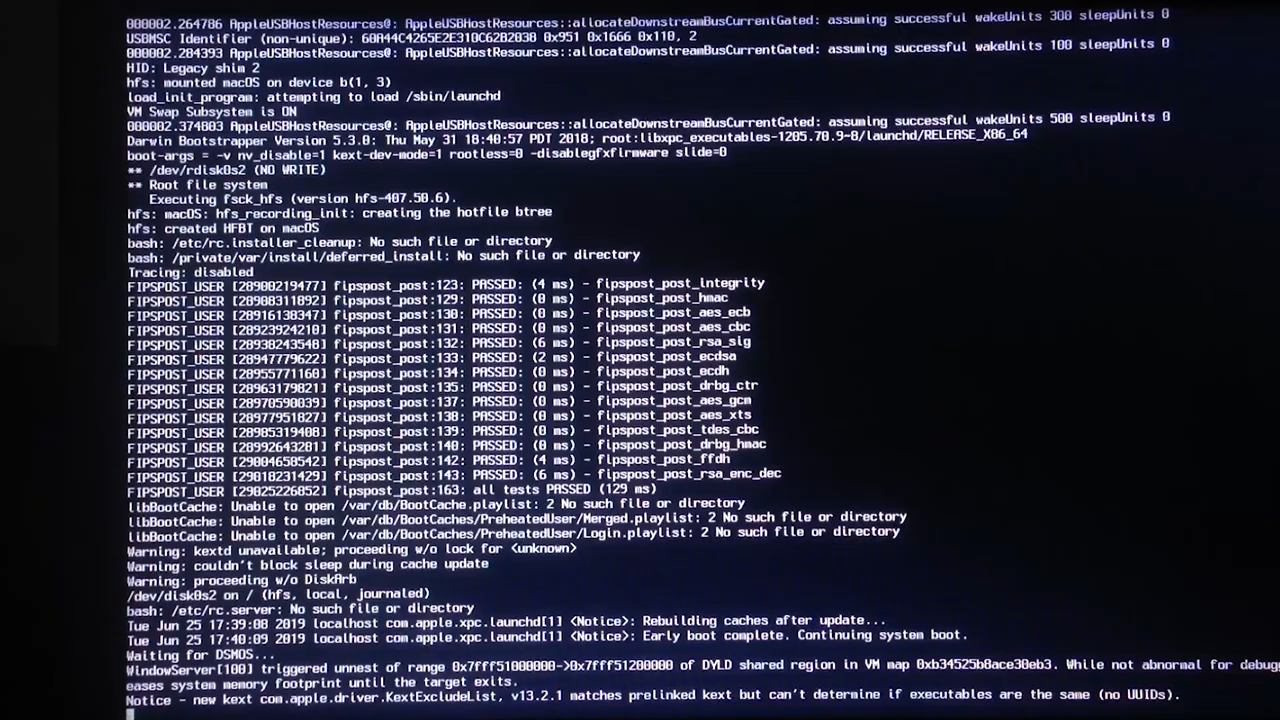 000002.264786 AppleUSBHostResources@: AppleUSBHostResources::allocateDownstreamBusCurrentGated: assuming successful wakeUnits 300 sleepUnits 0
USBMSC Identifier (non-unique): 60A44C4265E2E310C62B2038 0x951 0x1666 0x110, 2
000002.284393 AppleUSBHostResources@: AppleUSBHostResources::allocateDownstreamBusCurrentGated: assuming successful wakeUnits 100 sleepUnits 0
HID: Legacy shim 2
hfs: mounted macOS on device b(1, 3)
load_init_program: attempting to load /sbin/launchd
VM Swap Subsystem is ON
000002.374803 AppleUSBHostResources@: AppleUSBHostResources::allocateDownstreamBusCurrentGated: assuming successful wakeUnits 500 sleepUnits 0
Darwin Bootstrapper Version 5.3.0: Thu May 31 18:40:57 PDT 2018; root:libxpc_executables-1205.70.9~8/launchd/RELEASE_X86_64
boot-args = -v nv_disable=1 kext-dev-mode=1 rootless=0 -disablegfxfirmware slide=0
** /dev/rdisk0s2 (NO WRITE)
** Root file system
Executing fsck_hfs (version hfs-407.50.6).
hfs: macOS: hfs_recording_init: creating the hotfile btree
hfs: created HFBT on macOS
bash: /etc/rc.installer_cleanup: No such file or directory
bash: /private/var/install/deferred_install: No such file or directory
Tracing: disabled
FIPSPOST_USER [28900219477] fipspost_post:123: PASSED: (4 ms) - fipspost_post_integrity
FIPSPOST_USER [28908311892] fipspost_post:129: PASSED: (0 ms) - fipspost_post_hmac
FIPSPOST_USER [28916138347] fipspost_post:130: PASSED: (0 ms) - fipspost_post_aes_ecb
FIPSPOST_USER [28923924210] fipspost_post:131: PASSED: (0 ms) - fipspost_post_aes_cbc
FIPSPOST_USER [28938243548] fipspost_post:132: PASSED: (6 ms) - fipspost_post_rsa_sig
FIPSPOST_USER [28947779622] fipspost_post:133: PASSED: (2 ms) - fipspost_post_ecdsa
FIPSPOST_USER [28955771160] fipspost_post:134: PASSED: (0 ms) - fipspost_post_ecdh
FIPSPOST_USER [28963179821] fipspost_post:135: PASSED: (0 ms) - fipspost_post_drbg_ctr
FIPSPOST_USER [28970598039] fipspost_post:137: PASSED: (0 ms) - fipspost_post_aes_gcm
FIPSPOST_USER [28977951827] fipspost_post:138: PASSED: (0 ms) - fipspost_post_aes_xts
FIPSPOST_USER [28985319408] fipspost_post:139: PASSED: (0 ms) - fipspost_post_tdes_cbc
FIPSPOST_USER [28992643281] fipspost_post:140: PASSED: (0 ms) - fipspost_post_drbg_hmac
FIPSPOST_USER [29004658542] fipspost_post:142: PASSED: (4 ms) - fipspost_post_ffdh
FIPSPOST_USER [29018231429] fipspost_post:143: PASSED: (6 ms) - fipspost_post_rsa_enc_dec
FIPSPOST_USER [29025226852] fipspost_post:163: all tests PASSED (129 ms)
libBootCache: Unable to open /var/db/BootCache.playlist: 2 No such file or directory
libBootCache: Unable to open /var/db/BootCaches/PreheatedUser/Merged.playlist: 2 No such file or directory
libBootCache: Unable to open /var/db/BootCaches/PreheatedUser/Login.playlist: 2 No such file or directory
Warning: kextd unavailable; proceeding w/o lock for <unknown>
Warning: couldn't block sleep during cache update
Warning: proceeding w/o DiskArb
/dev/disk0s2 on / (hfs, local, journaled)
bash: /etc/rc.server: No such file or directory
Tue Jun 25 17:39:08 2019 localhost com.apple.xpc.launchd[1] <Notice>: Rebuilding caches after update...
Tue Jun 25 17:40:09 2019 localhost com.apple.xpc.launchd[1] <Notice>: Early boot complete. Continuing system boot.
Waiting for DSMOS...
WindowServer[100] triggered unnest of range 0x7fff51000000->0x7fff51200000 of DYLD shared region in VM map 0xb34525b8ace30eb3. While not abnormal for debug
eases system memory footprint until the target exits.
Notice - new kext com.apple.driver.KextExcludeList, v13.2.1 matches prelinked kext but can't determine if executables are the same (no UUIDs).